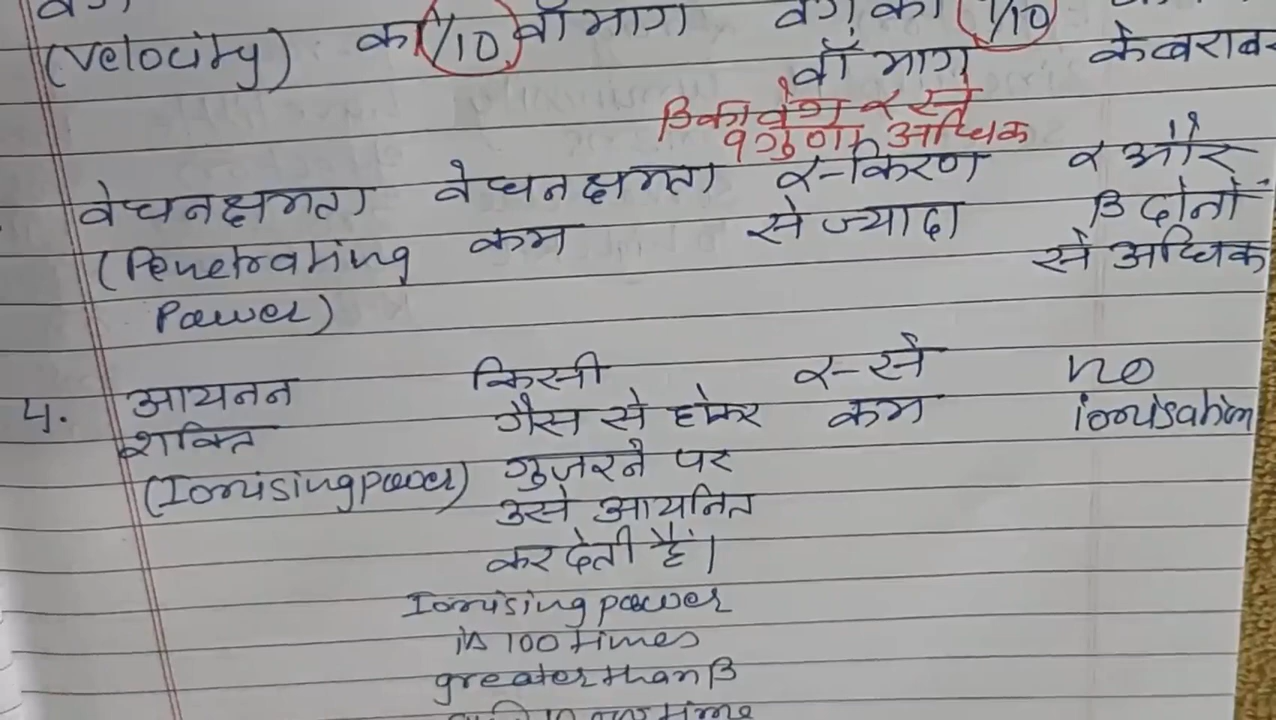 (Velocity) का 1/10 वाँ भाग वेग का 1/10
वाँ भाग के बराबर
β का वेग α से
9 गुणा अधिक
वेधनक्षमता वेधनक्षमता α-किरण α और
(Penetrating कम से ज्यादा β दोनों
Power) से अधिक
4. आयनन किसी α-से no
शक्ति गैस से होकर कम ionisation
(Ionising power) गुजरने पर
उसे आयनित
कर देती है।
Ionising power
is 100 times
greater than β
time